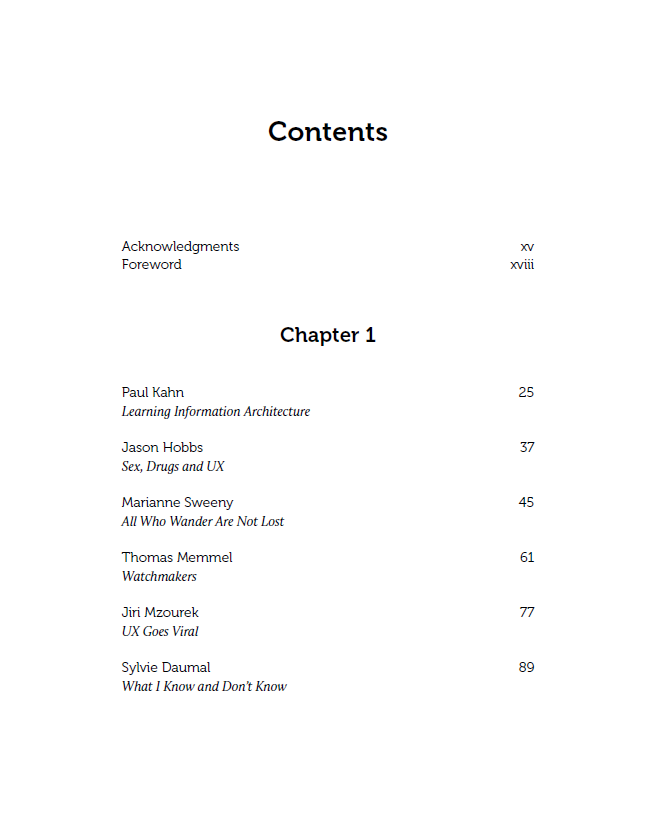 Contents
Acknowledgments xv
Foreword xviii
Chapter 1
Paul Kahn 25
Learning Information Architecture
Jason Hobbs 37
Sex, Drugs and UX
Marianne Sweeny 45
All Who Wander Are Not Lost
Thomas Memmel 61
Watchmakers
Jiri Mzourek 77
UX Goes Viral
Sylvie Daumal 89
What I Know and Don't Know